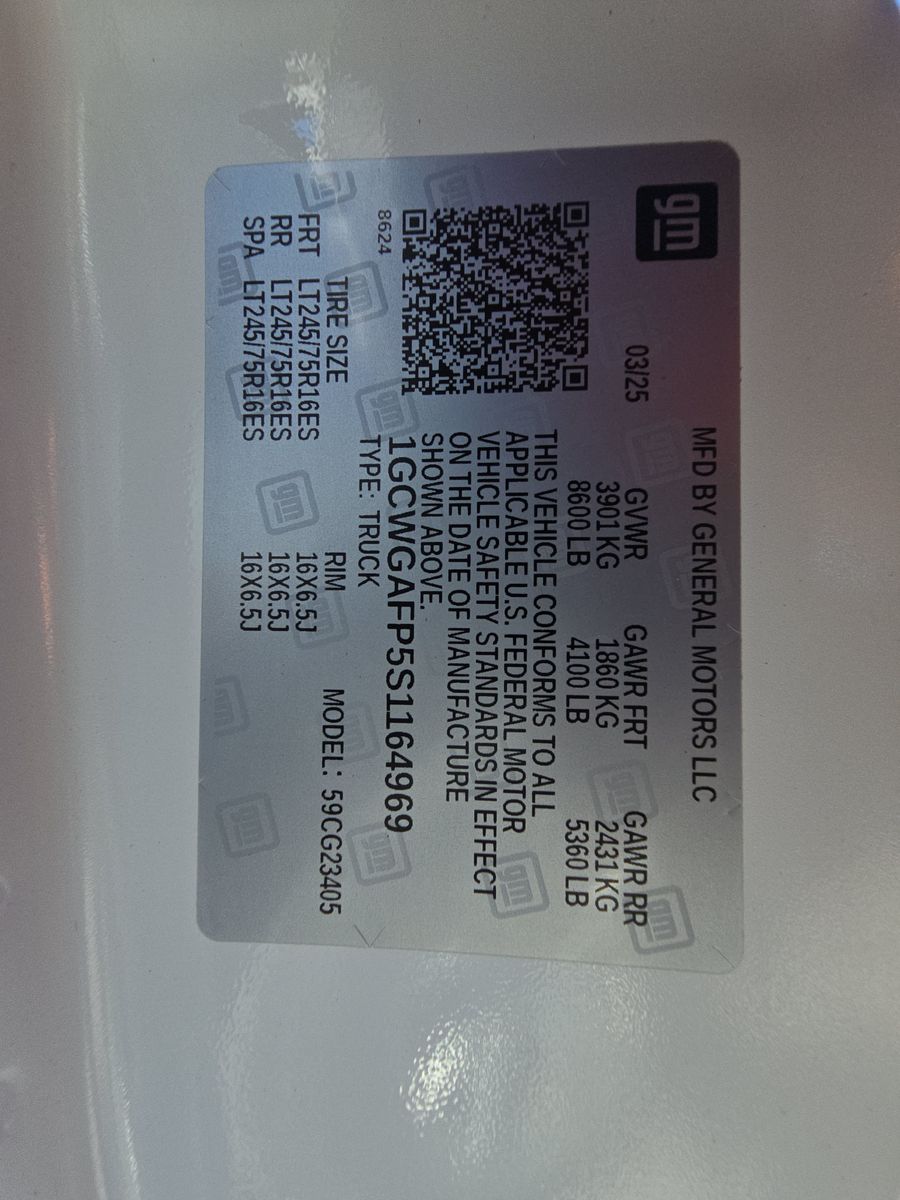 gm
MFD BY GENERAL MOTORS LLC
03/25
GVWR GAWR FRT GAWR RR
3901 KG 1860 KG 2431 KG
8600 LB 4100 LB 5360 LB
THIS VEHICLE CONFORMS TO ALL
APPLICABLE U.S. FEDERAL MOTOR
VEHICLE SAFETY STANDARDS IN EFFECT
ON THE DATE OF MANUFACTURE
SHOWN ABOVE.
8624
1GCWGAFP5S1164969
TYPE: TRUCK
MODEL: 59CG23405
TIRE SIZE RIM
FRT LT245/75R16ES 16X6.5J
RR LT245/75R16ES 16X6.5J
SPA LT245/75R16ES 16X6.5J